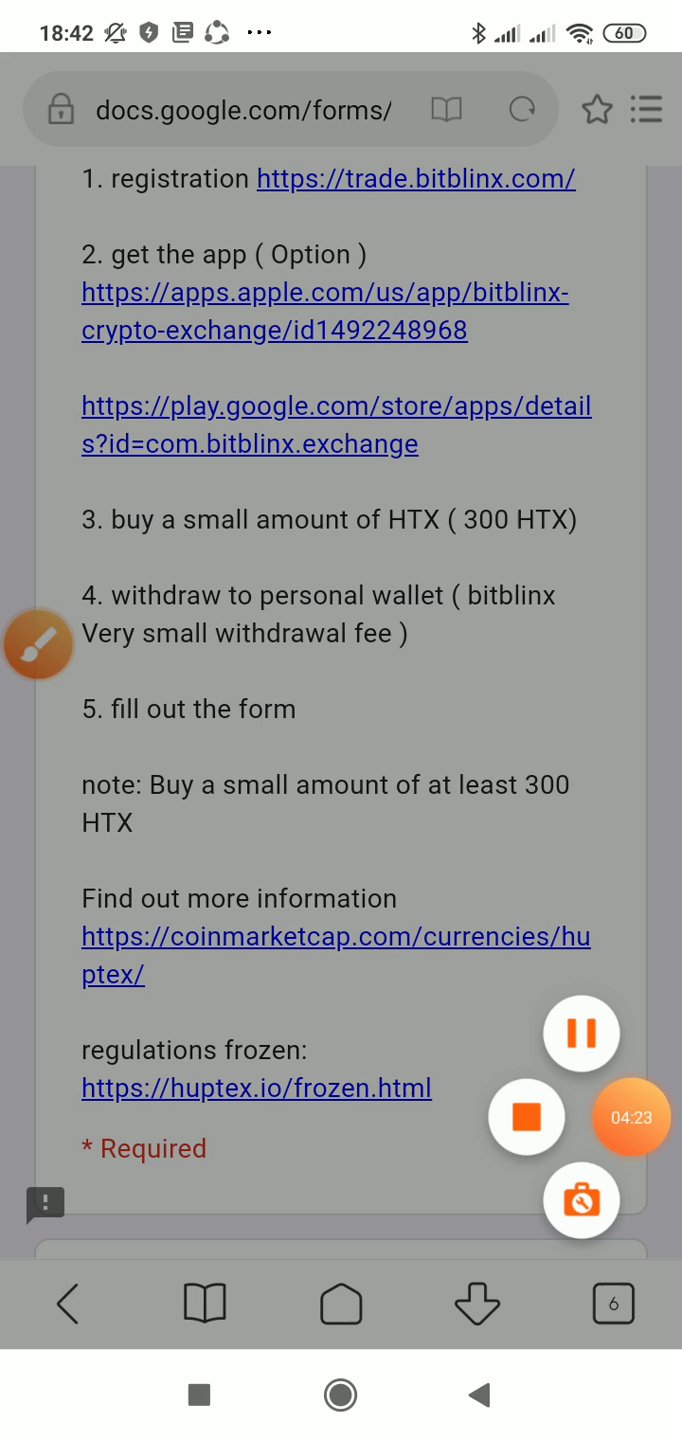 18:42
60
docs.google.com/forms/
1. registration https://trade.bitblinx.com/
2. get the app ( Option )
https://apps.apple.com/us/app/bitblinx-
crypto-exchange/id1492248968
https://play.google.com/store/apps/detail
s?id=com.bitblinx.exchange
3. buy a small amount of HTX ( 300 HTX)
4. withdraw to personal wallet ( bitblinx
Very small withdrawal fee )
5. fill out the form
note: Buy a small amount of at least 300
HTX
Find out more information
https://coinmarketcap.com/currencies/hu
ptex/
regulations frozen:
https://huptex.io/frozen.html
04:23
* Required
6